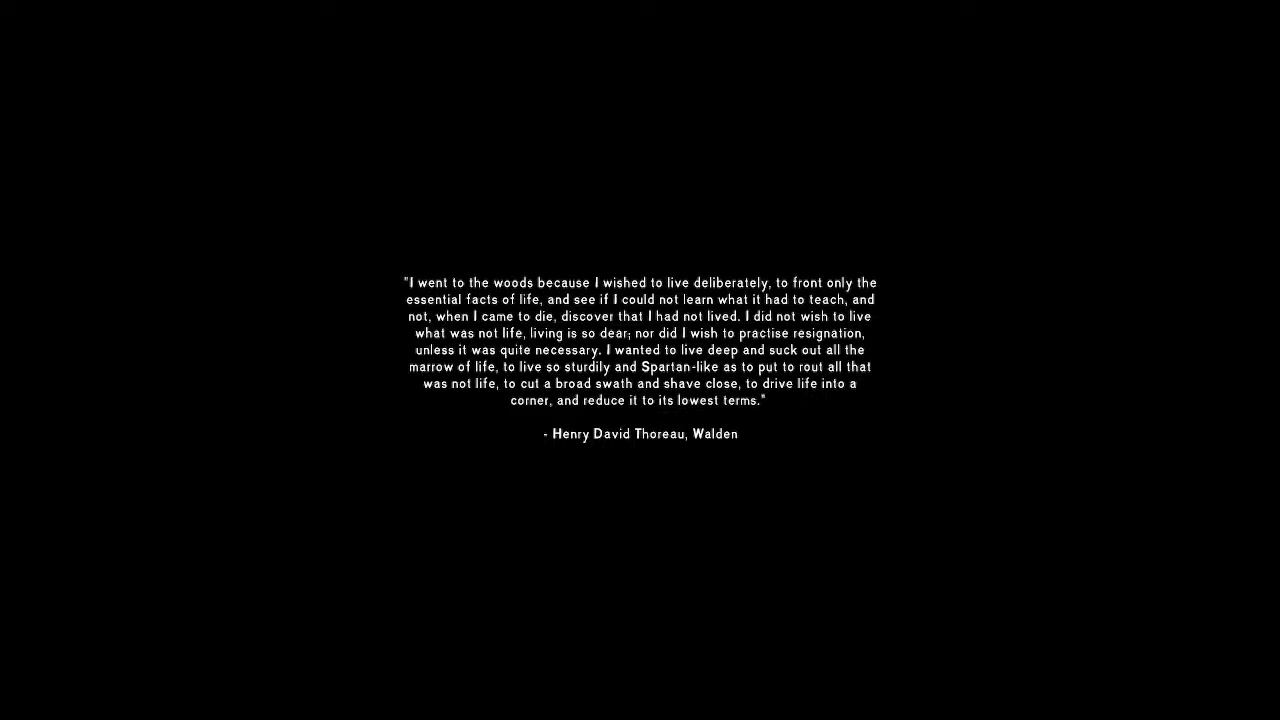 "I went to the woods because I wished to live deliberately, to front only the
essential facts of life, and see if I could not learn what it had to teach, and
not, when I came to die, discover that I had not lived. I did not wish to live
what was not life, living is so dear; nor did I wish to practise resignation,
unless it was quite necessary. I wanted to live deep and suck out all the
marrow of life, to live so sturdily and Spartan-like as to put to rout all that
was not life, to cut a broad swath and shave close, to drive life into a
corner, and reduce it to its lowest terms."
- Henry David Thoreau, Walden